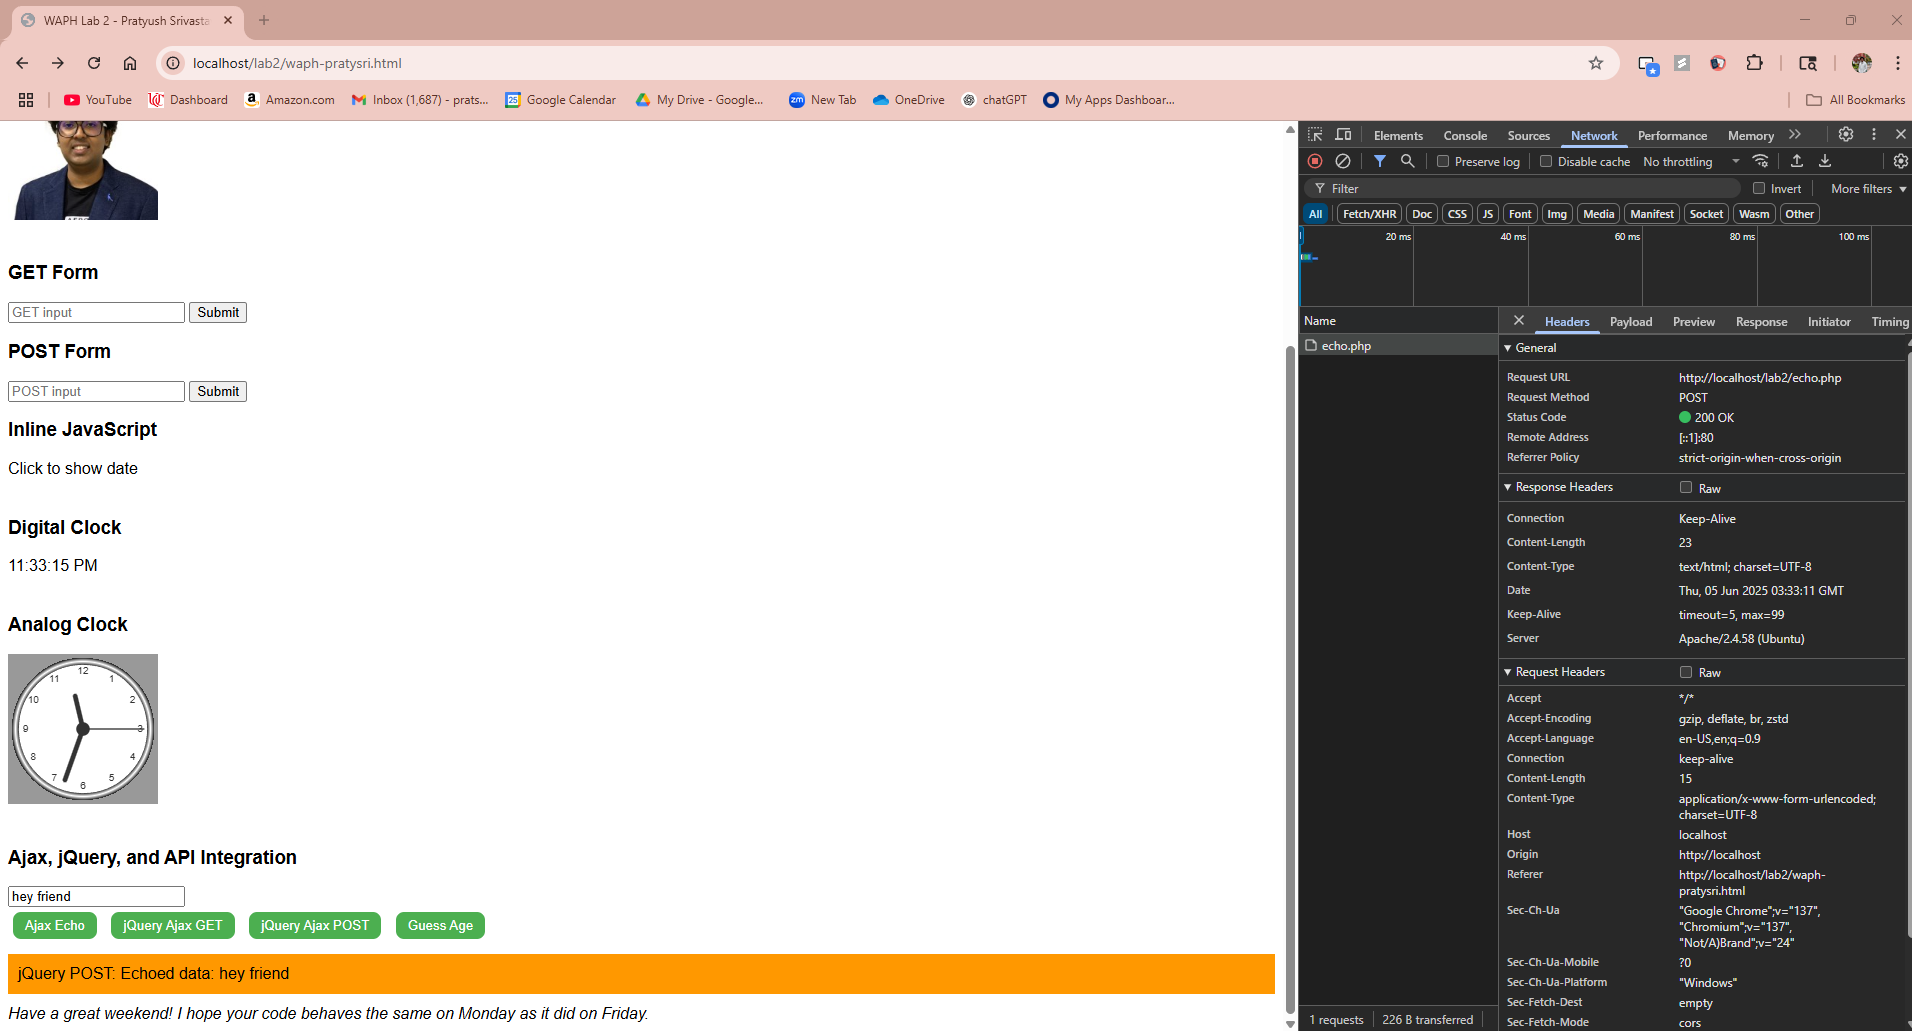 WAPH Lab 2 - Pratyush Srivasta
localhost/lab2/waph-pratysri.html
YouTube
Dashboard
Amazon.com
Inbox (1,687) - prats...
Google Calendar
My Drive - Google...
New Tab
OneDrive
chatGPT
My Apps Dashboar...
All Bookmarks
GET Form
GET input
Submit
POST Form
POST input
Submit
Inline JavaScript
Click to show date
Digital Clock
11:33:15 PM
Analog Clock
12
1
2
3
4
5
6
7
8
9
10
11
Ajax, jQuery, and API Integration
hey friend
Ajax Echo
jQuery Ajax GET
jQuery Ajax POST
Guess Age
jQuery POST: Echoed data: hey friend
Have a great weekend! I hope your code behaves the same on Monday as it did on Friday.
Elements
Console
Sources
Network
Performance
Memory
Preserve log
Disable cache
No throttling
Filter
Invert
More filters
All
Fetch/XHR
Doc
CSS
JS
Font
Img
Media
Manifest
Socket
Wasm
Other
20 ms
40 ms
60 ms
80 ms
100 ms
Name
echo.php
Headers
Payload
Preview
Response
Initiator
Timing
General
Request URL http://localhost/lab2/echo.php
Request Method POST
Status Code 200 OK
Remote Address [::1]:80
Referrer Policy strict-origin-when-cross-origin
Response Headers Raw
Connection Keep-Alive
Content-Length 23
Content-Type text/html; charset=UTF-8
Date Thu, 05 Jun 2025 03:33:11 GMT
Keep-Alive timeout=5, max=99
Server Apache/2.4.58 (Ubuntu)
Request Headers Raw
Accept */*
Accept-Encoding gzip, deflate, br, zstd
Accept-Language en-US,en;q=0.9
Connection keep-alive
Content-Length 15
Content-Type application/x-www-form-urlencoded;
charset=UTF-8
Host localhost
Origin http://localhost
Referer http://localhost/lab2/waph-
pratysri.html
Sec-Ch-Ua "Google Chrome";v="137",
"Chromium";v="137",
"Not/A)Brand";v="24"
Sec-Ch-Ua-Mobile ?0
Sec-Ch-Ua-Platform "Windows"
Sec-Fetch-Dest empty
Sec-Fetch-Mode cors
1 requests
226 B transferred